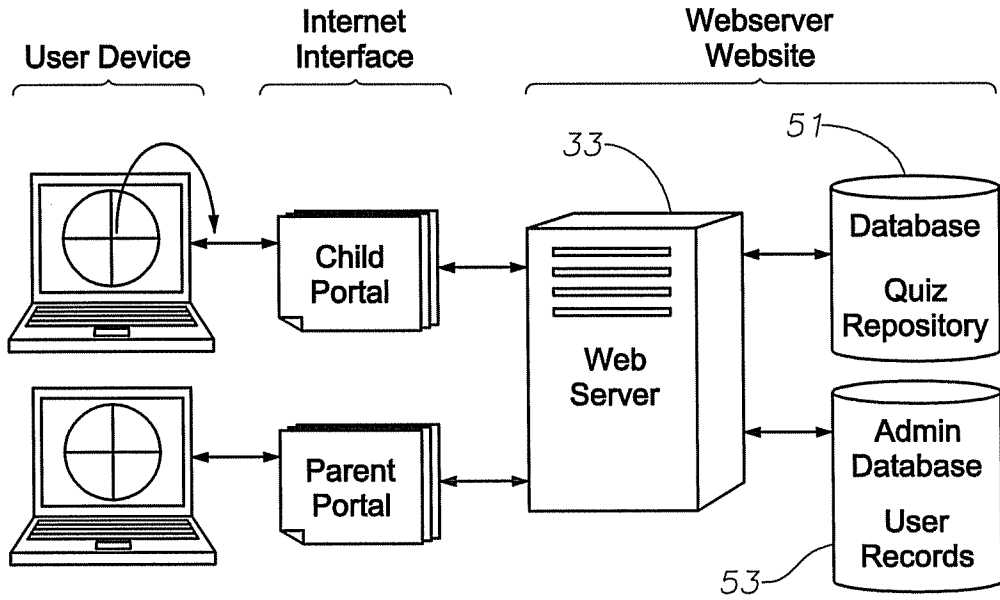 User Device
Internet
Interface
Webserver
Website
33
51
Child
Portal
Web
Server
Database
Quiz
Repository
Parent
Portal
Admin
Database
User
Records
53